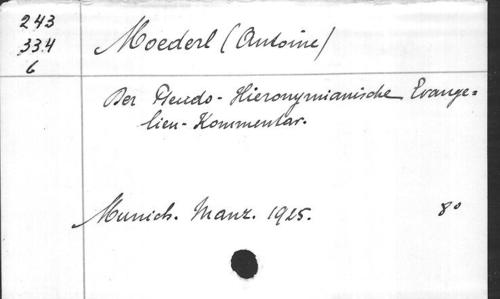 243
334
6
Moederl (Antoine)
Der Pseudo-Hieronymianische Evange=
lien-Kommentar.
Munich. Manz. 1925. 8°